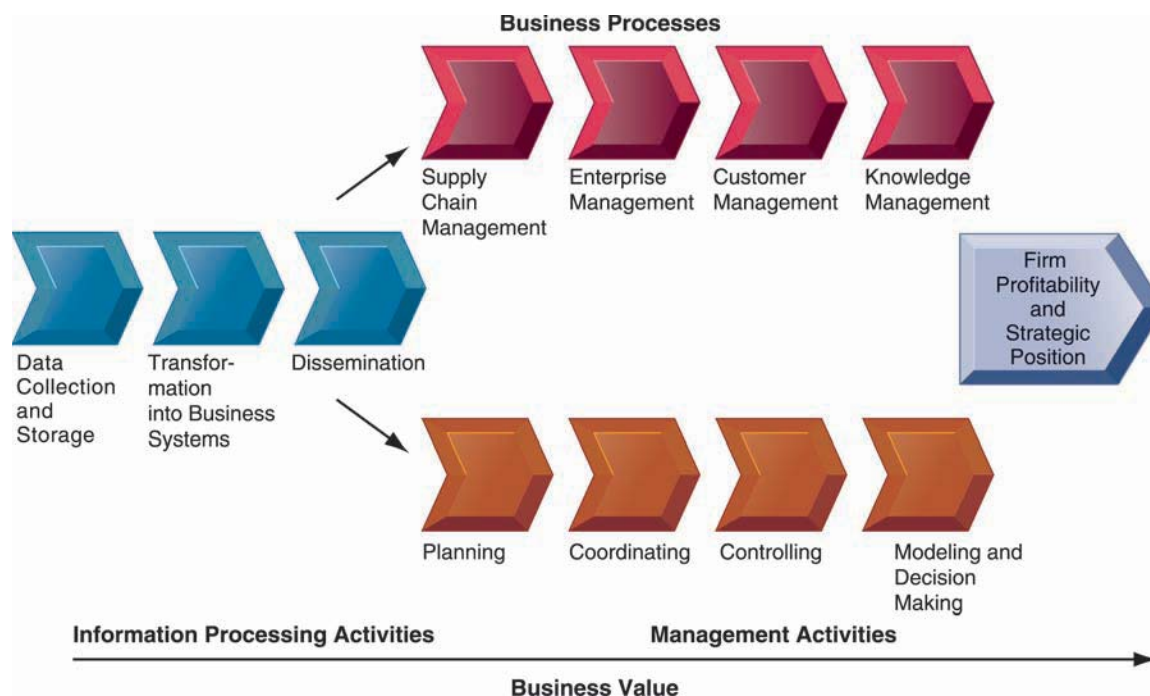 Business Processes
Supply
Chain
Management
Enterprise
Management
Customer
Management
Knowledge
Management
Data
Collection
and
Storage
Transfor-
mation
into Business
Systems
Dissemination
Firm
Profitability
and
Strategic
Position
Planning
Coordinating
Controlling
Modeling and
Decision
Making
Information Processing Activities
Management Activities
Business Value